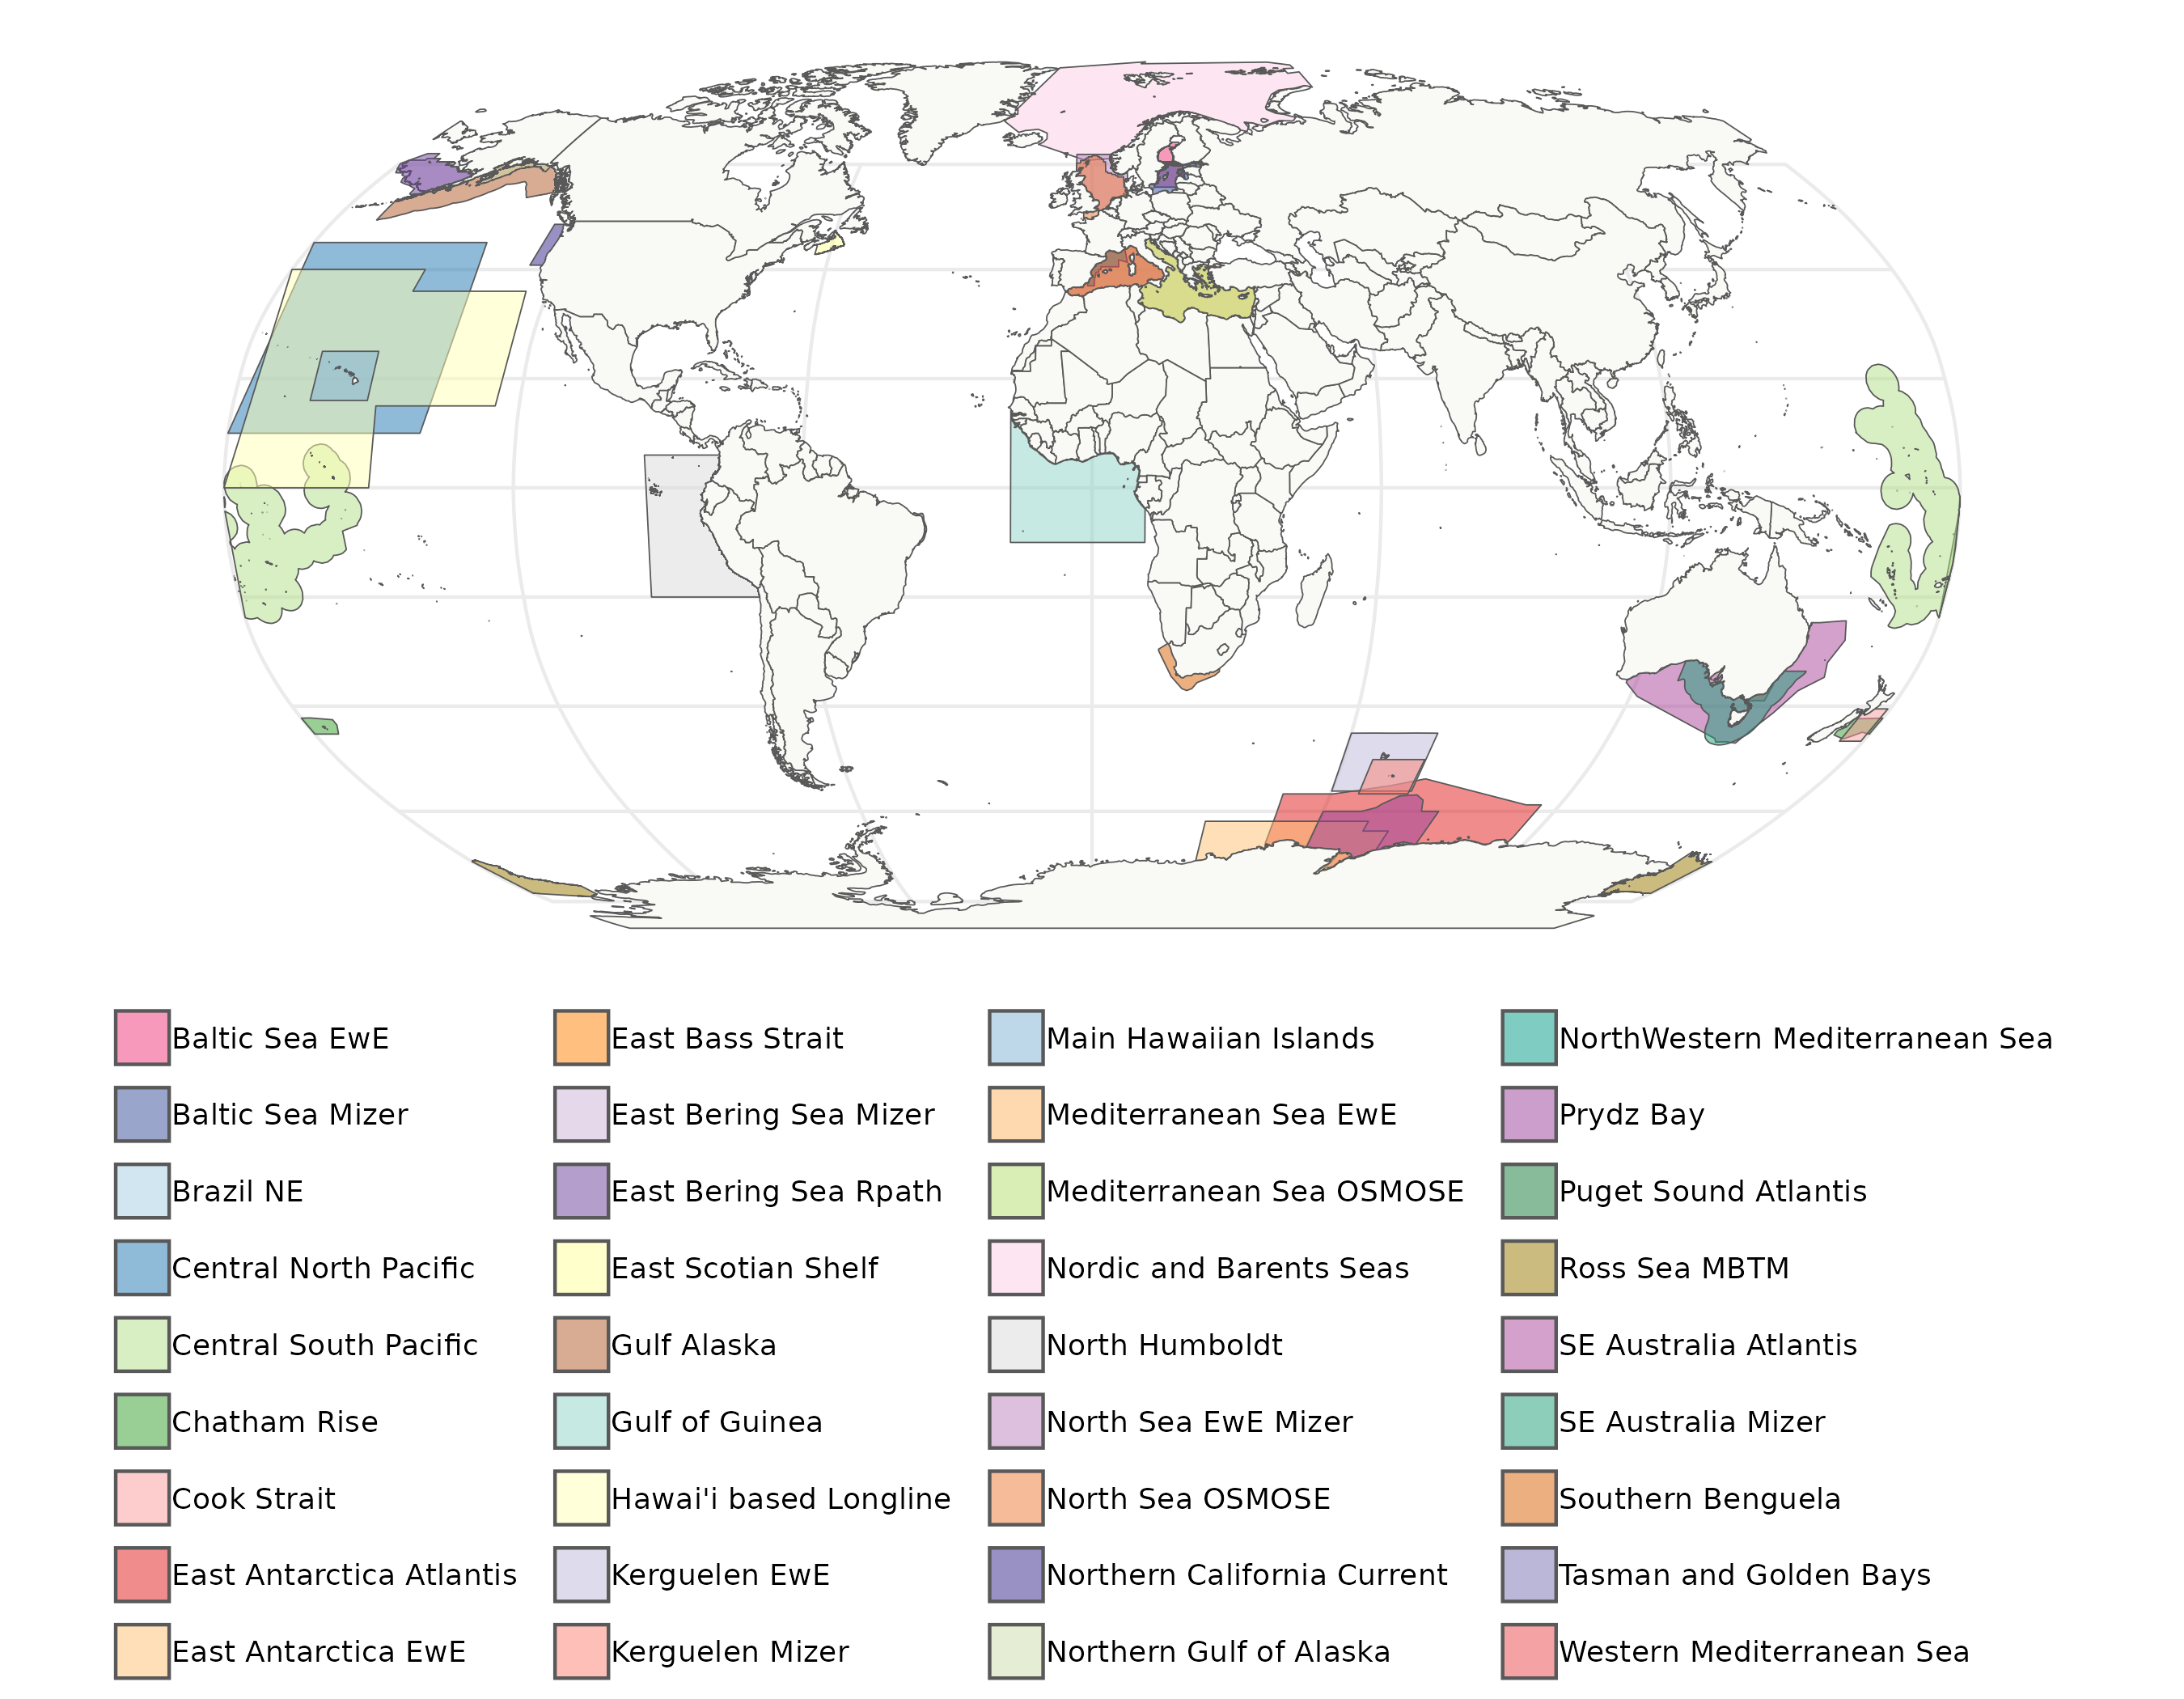 Baltic Sea EwE
Baltic Sea Mizer
Brazil NE
Central North Pacific
Central South Pacific
Chatham Rise
Cook Strait
East Antarctica Atlantis
East Antarctica EwE
East Bass Strait
East Bering Sea Mizer
East Bering Sea Rpath
East Scotian Shelf
Gulf Alaska
Gulf of Guinea
Hawai'i based Longline
Kerguelen EwE
Kerguelen Mizer
Main Hawaiian Islands
Mediterranean Sea EwE
Mediterranean Sea OSMOSE
Nordic and Barents Seas
North Humboldt
North Sea EwE Mizer
North Sea OSMOSE
Northern California Current
Northern Gulf of Alaska
NorthWestern Mediterranean Sea
Prydz Bay
Puget Sound Atlantis
Ross Sea MBTM
SE Australia Atlantis
SE Australia Mizer
Southern Benguela
Tasman and Golden Bays
Western Mediterranean Sea